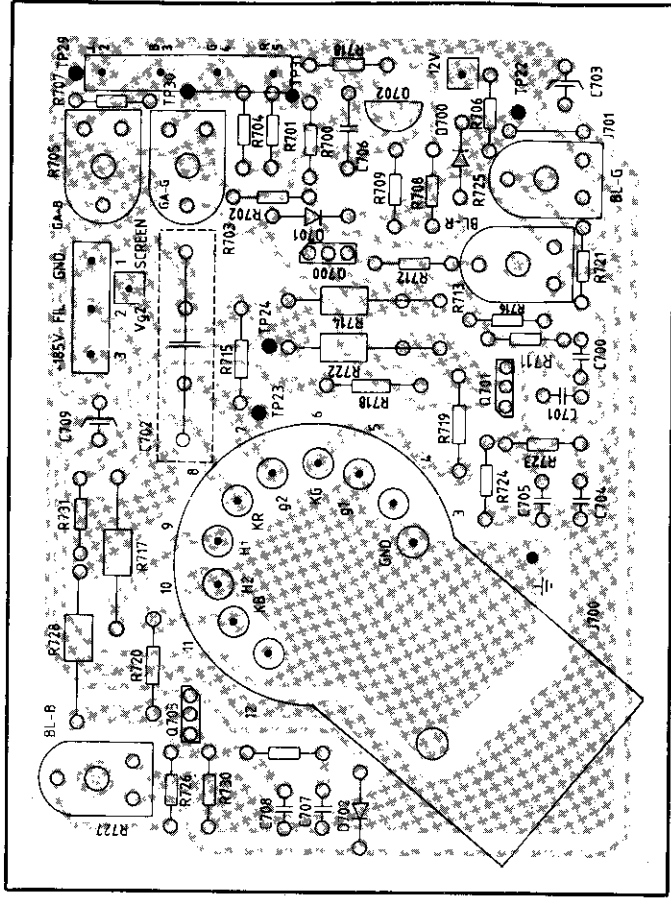 TP29
1
2
B
3
G
4
R
5
R707
TP30
R718
12V
TP22
C703
R705
GA-B
GA-G
R704
R701
R700
C706
Q702
R706
D700
J701
R702
R703
D701
Q700
R709
R708
R725
BL-R
BL-G
+185V
FIL
GND
3
2
1
Vg2
SCREEN
R712
R713
R721
C709
C702
R715
TP24
R714
R716
R722
R711
C700
TP23
R718
Q701
C701
R731
R717
R719
R724
R723
C705
C704
8
7
6
5
4
3
9
10
11
12
KR
g2
KG
g1
H1
H2
KB
GND
R728
R720
BL-B
Q703
J700
R727
R726
R730
C708
C707
D702